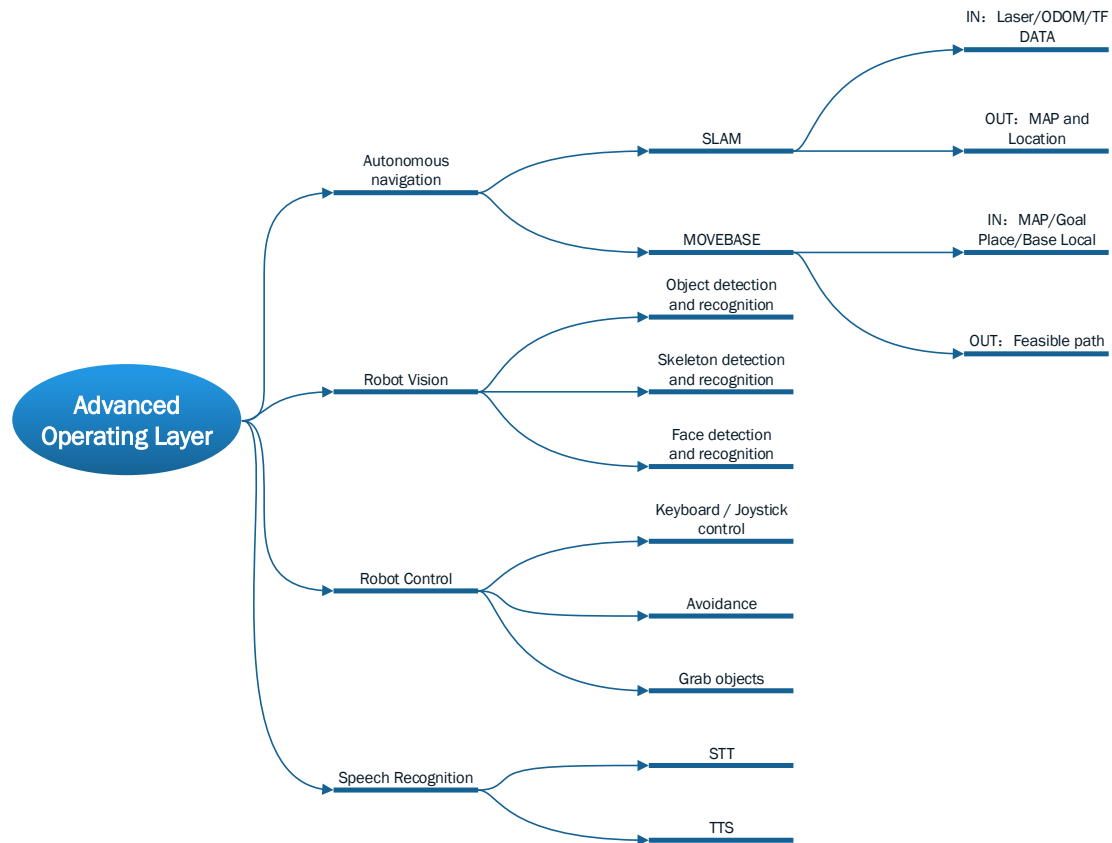 Advanced
Operating Layer
Autonomous
navigation
SLAM
IN：Laser/ODOM/TF
DATA
OUT：MAP and
Location
MOVEBASE
IN：MAP/Goal
Place/Base Local
OUT：Feasible path
Robot Vision
Object detection
and recognition
Skeleton detection
and recognition
Face detection
and recognition
Robot Control
Keyboard / Joystick
control
Avoidance
Grab objects
Speech Recognition
STT
TTS